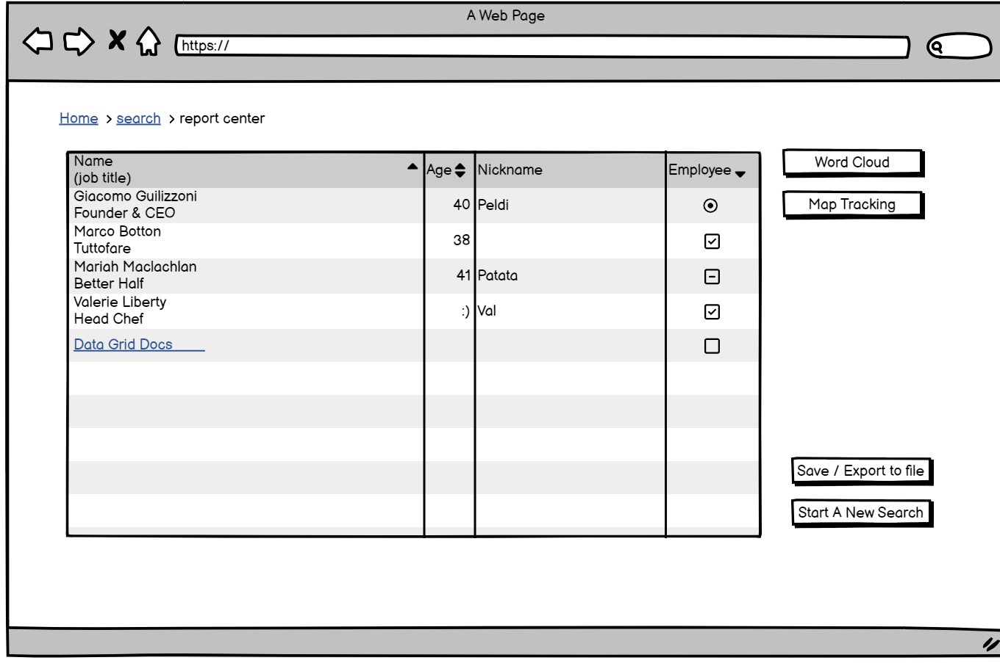 A Web Page
https://
Home > search > report center
Name
(job title)
Age
Nickname
Employee
Giacomo Guilizzoni
Founder & CEO
40
Peldi
Marco Botton
Tuttofare
38
Mariah Maclachlan
Better Half
41
Patata
Valerie Liberty
Head Chef
:)
Val
Data Grid Docs
Word Cloud
Map Tracking
Save / Export to file
Start A New Search